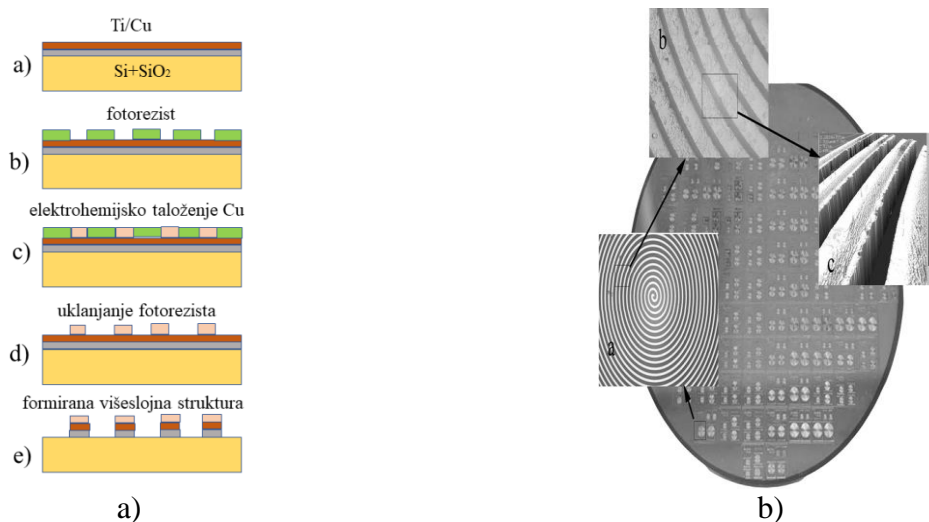 Ti/Cu
a)
Si+SiO₂
fotorezist
b)
elektrohemijsko taloženje Cu
c)
uklanjanje fotorezista
d)
formirana višeslojna struktura
e)
a)
b
c
a
b)